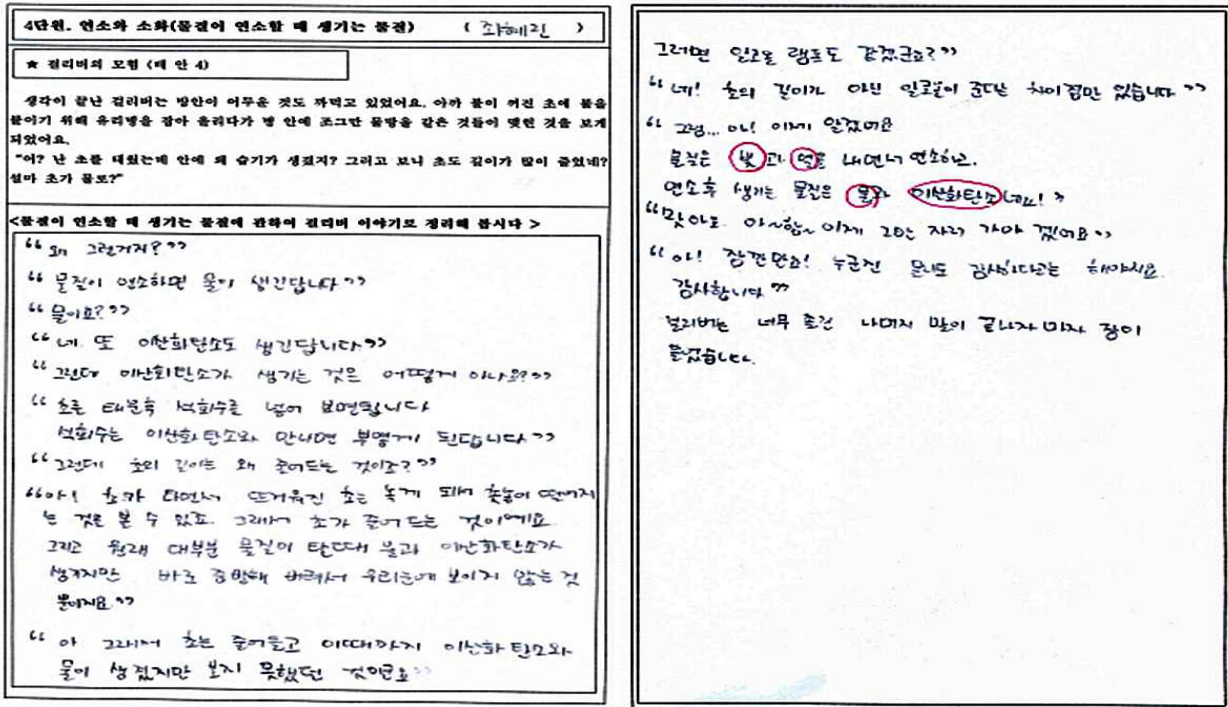 4단원. 연소와 소화(물질이 연소할 때 생기는 물질) ( 좌혜린 )
★ 걸리버의 모험 (대 안 4)
생각이 끝난 걸리버는 방안이 어두운 것도 까먹고 있었어요. 아까 불이 꺼진 초에 불을
붙이기 위해 유리병을 잡아 올리다가 병 안에 조그만 물방울 같은 것들이 맺힌 것을 보게
되었어요.
"어? 난 초를 태웠는데 안에 왜 습기가 생겼지? 그리고 보니 초도 길이가 많이 줄었네?
설마 초가 물로?"
<물질이 연소할 때 생기는 물질에 관하여 걸리버 이야기로 정리해 봅시다 >
“왜 그런거지?”
“물질이 연소하면 물이 생긴답니다”
“물이요?”
“네. 또 이산화탄소도 생긴답니다”
“그런데 이산화탄소가 생기는 것은 어떻게 아나요?”
“초를 태운후 석회수를 넣어 보면됩니다
석회수는 이산화탄소와 만나면 뿌옇게 된답니다”
“그런데 초의 길이는 왜 줄어드는 것이죠?”
“아! 초가 타면서 뜨거워진 초는 녹게 되서 촛농이 떨어지
는 것을 볼 수 있죠. 그래서 초가 줄어드는 것이에요.
그리고 원래 대부분 물질이 탈때 물과 이산화탄소가
생기지만 바로 증발해 버려서 우리눈에 보이지 않는 것
뿐이지요.”
“아 그래서 초는 줄어들고 이때까지 이산화탄소와
물이 생겼지만 보지 못했던 것이군요”
그러면 알코올 램프도 같겠군요?”
“네! 초의 길이가 아닌 알코올이 준다는 차이점만 있습니다”
“그럼... 아! 이제 알겠어요
물질은 빛과 열을 내면서 연소하고.
연소후 생기는 물질은 물과 이산화탄소네요!”
“맞아요. 아~함~ 이제 그만 자러 가야 겠어요”
“아! 잠깐만요! 누군진 몰라도 감사하다고는 해야지요.
감사합니다”
걸리버는 너무 졸린 나머지 말이 끝나자 마자 잠이
들었습니다.